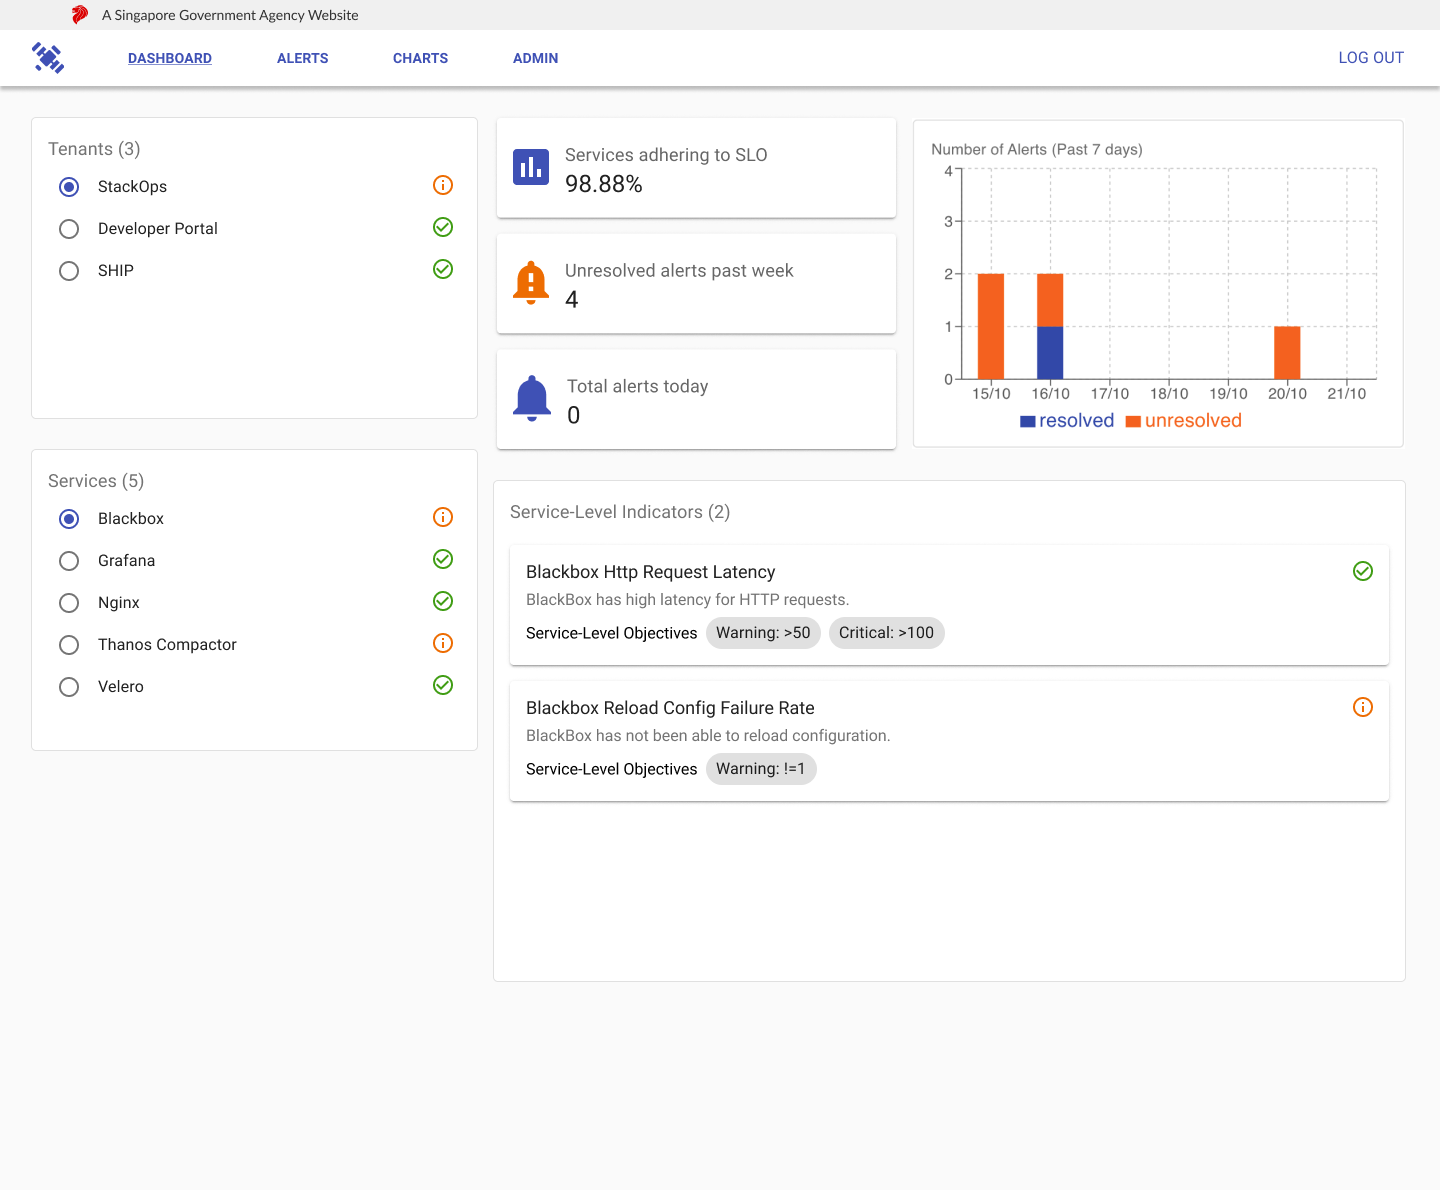 A Singapore Government Agency Website
DASHBOARD ALERTS CHARTS ADMIN LOG OUT
Tenants (3)
StackOps
Developer Portal
SHIP
Services (5)
Blackbox
Grafana
Nginx
Thanos Compactor
Velero
Services adhering to SLO
98.88%
Unresolved alerts past week
4
Total alerts today
0
Number of Alerts (Past 7 days)
4
3
2
1
0
15/10 16/10 17/10 18/10 19/10 20/10 21/10
resolved unresolved
Service-Level Indicators (2)
Blackbox Http Request Latency
BlackBox has high latency for HTTP requests.
Service-Level Objectives Warning: >50 Critical: >100
Blackbox Reload Config Failure Rate
BlackBox has not been able to reload configuration.
Service-Level Objectives Warning: !=1